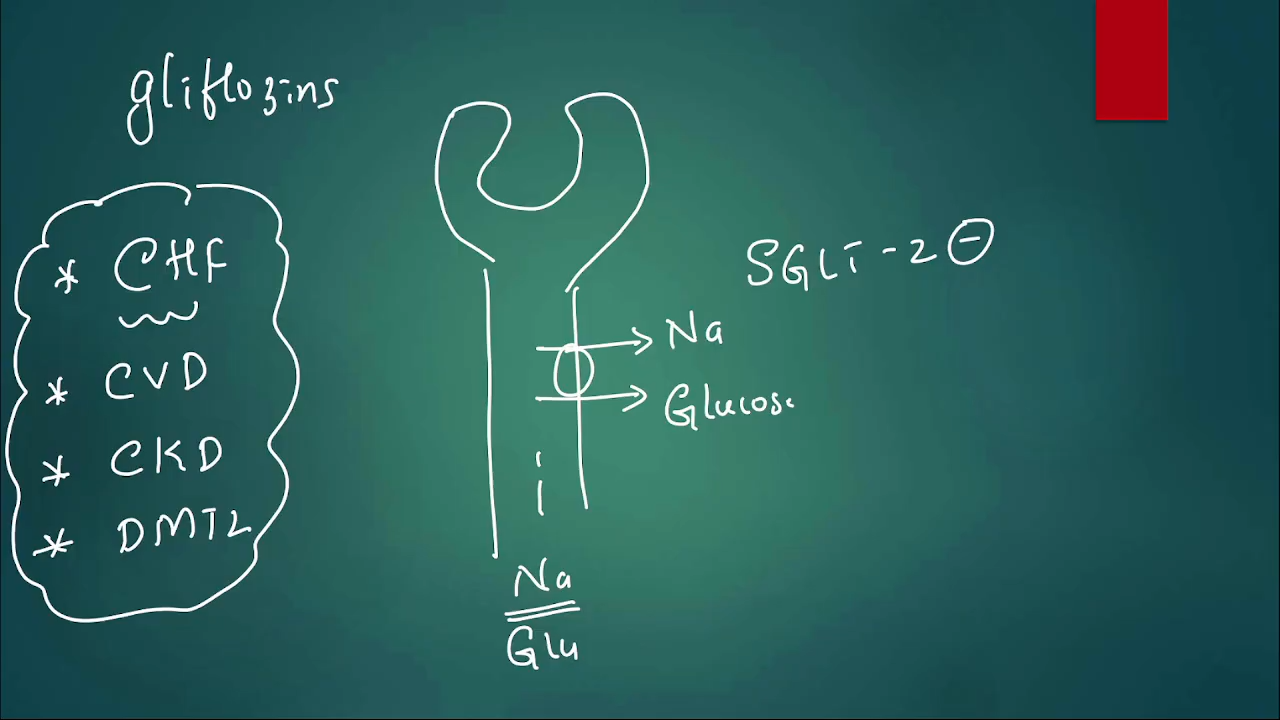 gliflozins
* CHF
* CVD
* CKD
* DMT2
SGLT-2 ⊖
Na
Glucose
Na
Glu